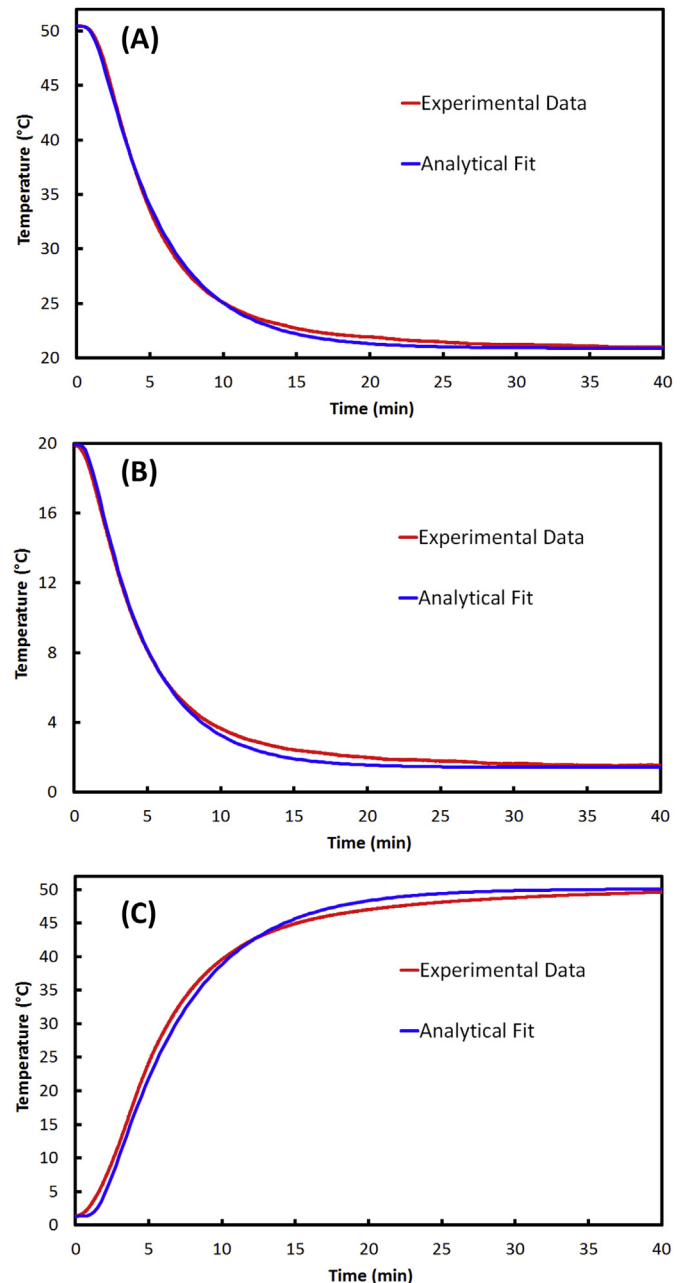 (A)
50
45
40
35
30
25
20
Temperature (°C)
Experimental Data
Analytical Fit
0 5 10 15 20 25 30 35 40
Time (min)
(B)
20
16
12
8
4
0
Temperature (°C)
Experimental Data
Analytical Fit
0 5 10 15 20 25 30 35 40
Time (min)
(C)
50
45
40
35
30
25
20
15
10
5
0
Temperature (°C)
Experimental Data
Analytical Fit
0 5 10 15 20 25 30 35 40
Time (min)